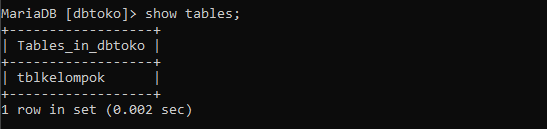 MariaDB [dbtoko]> show tables;
+------------------+
| Tables_in_dbtoko |
+------------------+
| tblkelompok      |
+------------------+
1 row in set (0.002 sec)